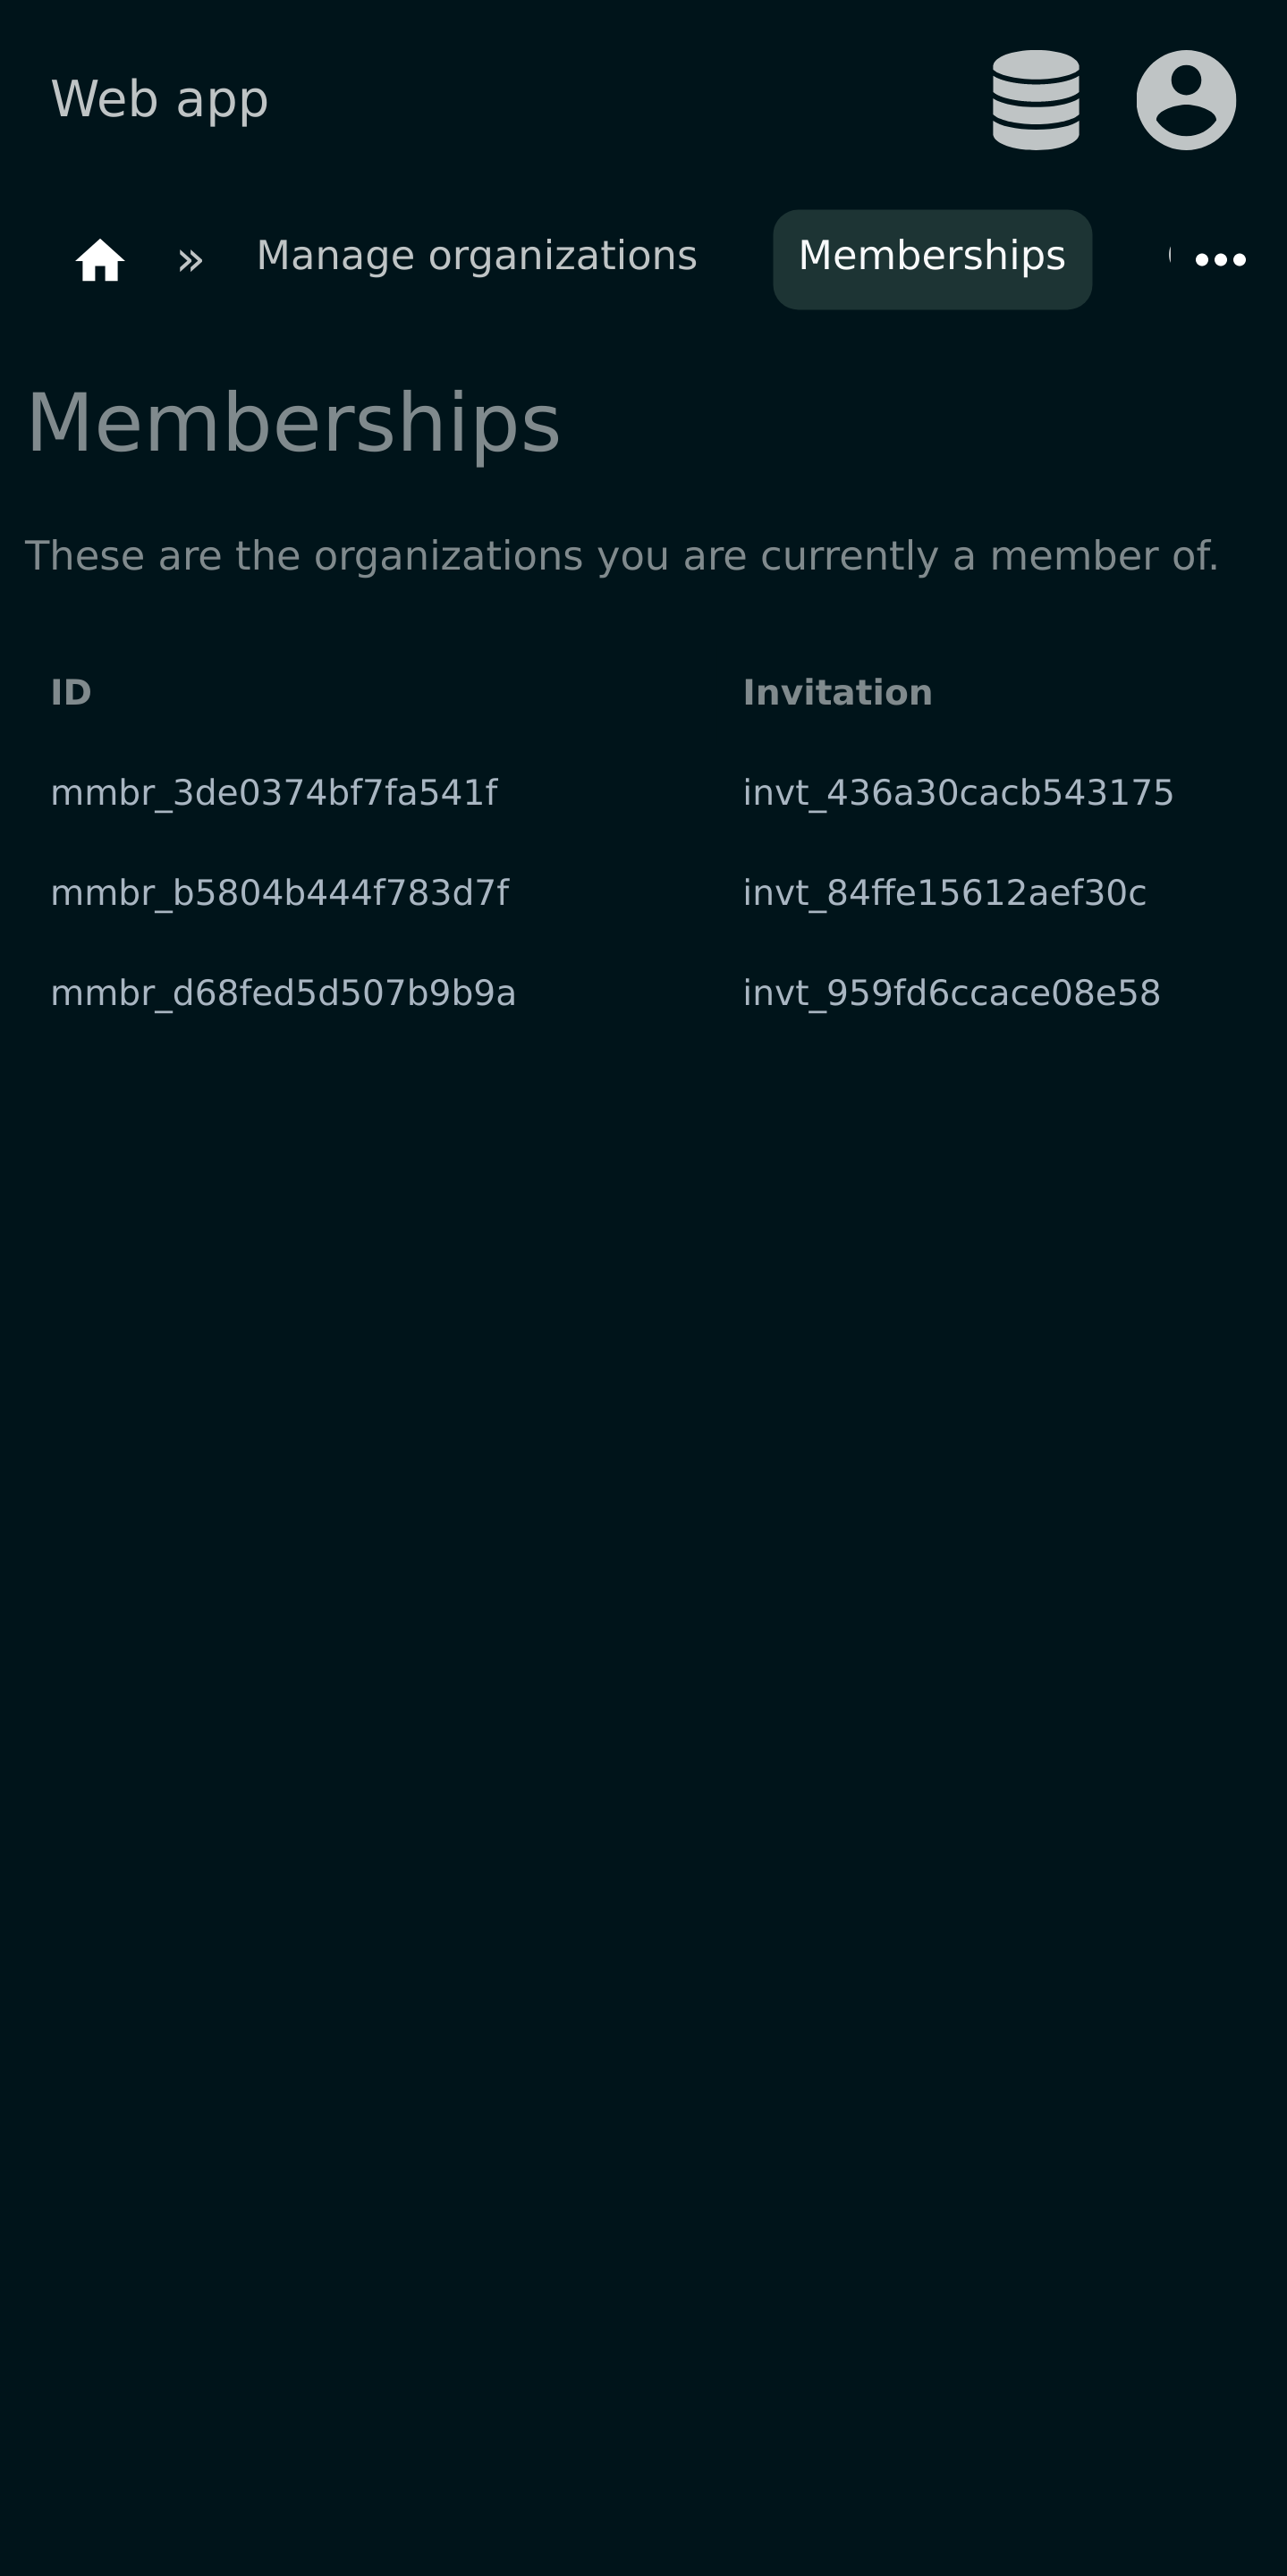 Web app
» Manage organizations Memberships
Memberships
These are the organizations you are currently a member of.
ID Invitation
mmbr_3de0374bf7fa541f invt_436a30cacb543175
mmbr_b5804b444f783d7f invt_84ffe15612aef30c
mmbr_d68fed5d507b9b9a invt_959fd6ccace08e58